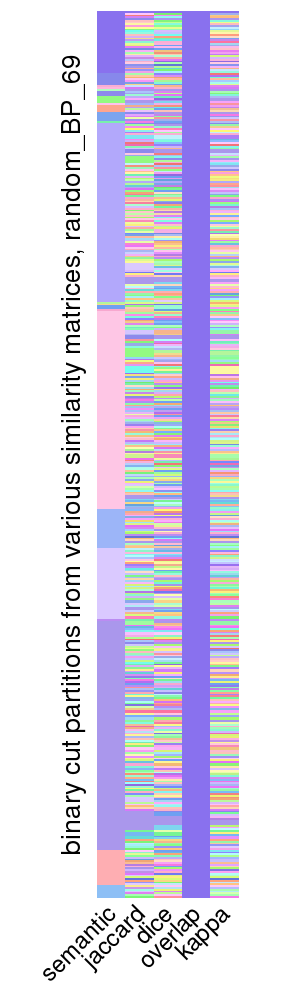 binary cut partitions from various similarity matrices, random_BP_69
semantic
jaccard
dice
overlap
kappa